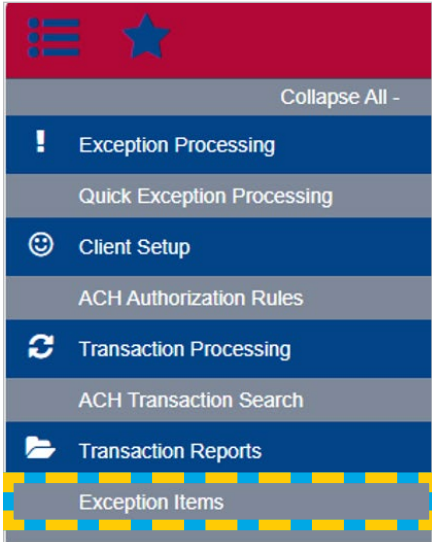 Collapse All -
Exception Processing
Quick Exception Processing
Client Setup
ACH Authorization Rules
Transaction Processing
ACH Transaction Search
Transaction Reports
Exception Items